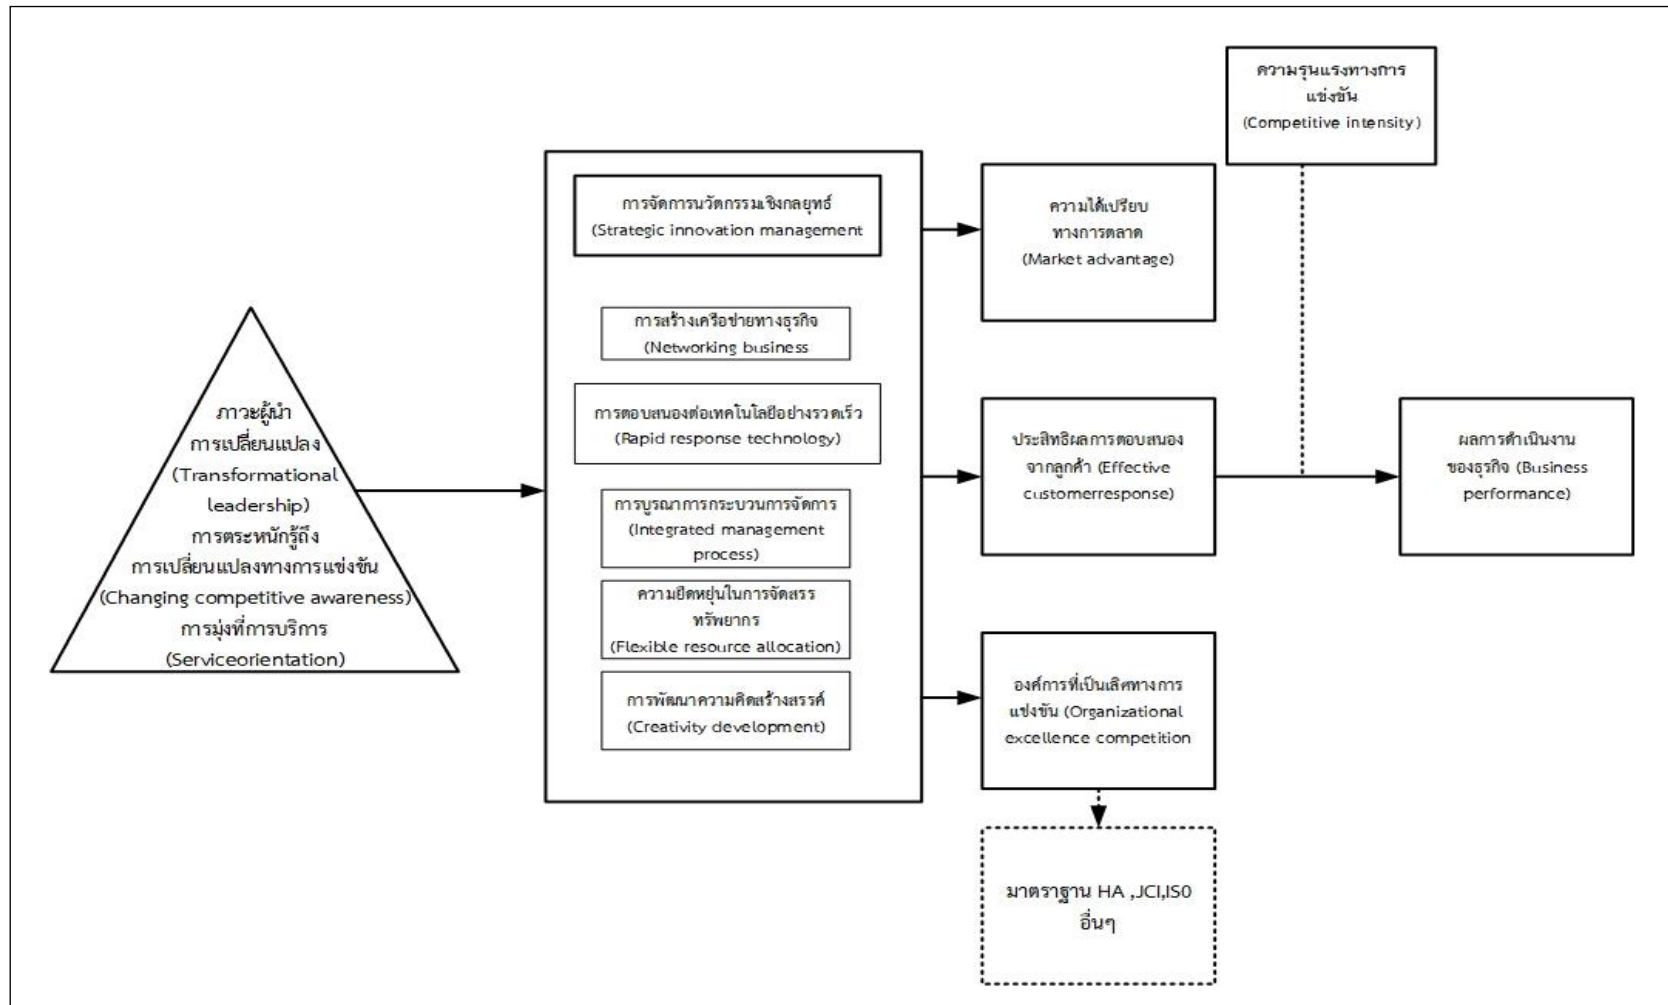 ภาวะผู้นำ
การเปลี่ยนแปลง
(Transformational
leadership)
การตระหนักรู้ถึง
การเปลี่ยนแปลงทางการแข่งขัน
(Changing competitive awareness)
การมุ่งที่การบริการ
(Serviceorientation)
การจัดการนวัตกรรมเชิงกลยุทธ์
(Strategic innovation management
การสร้างเครือข่ายทางธุรกิจ
(Networking business
การตอบสนองต่อเทคโนโลยีอย่างรวดเร็ว
(Rapid response technology)
การบูรณาการกระบวนการจัดการ
(Integrated management
process)
ความยืดหยุ่นในการจัดสรร
ทรัพยากร
(Flexible resource allocation)
การพัฒนาความคิดสร้างสรรค์
(Creativity development)
ความได้เปรียบ
ทางการตลาด
(Market advantage)
ประสิทธิผลการตอบสนอง
จากลูกค้า (Effective
customerresponse)
องค์การที่เป็นเลิศทางการ
แข่งขัน (Organizational
excellence competition
มาตราฐาน HA ,JCI,IS0
อื่นๆ
ความรุนแรงทางการ
แข่งขัน
(Competitive intensity)
ผลการดำเนินงาน
ของธุรกิจ (Business
performance)